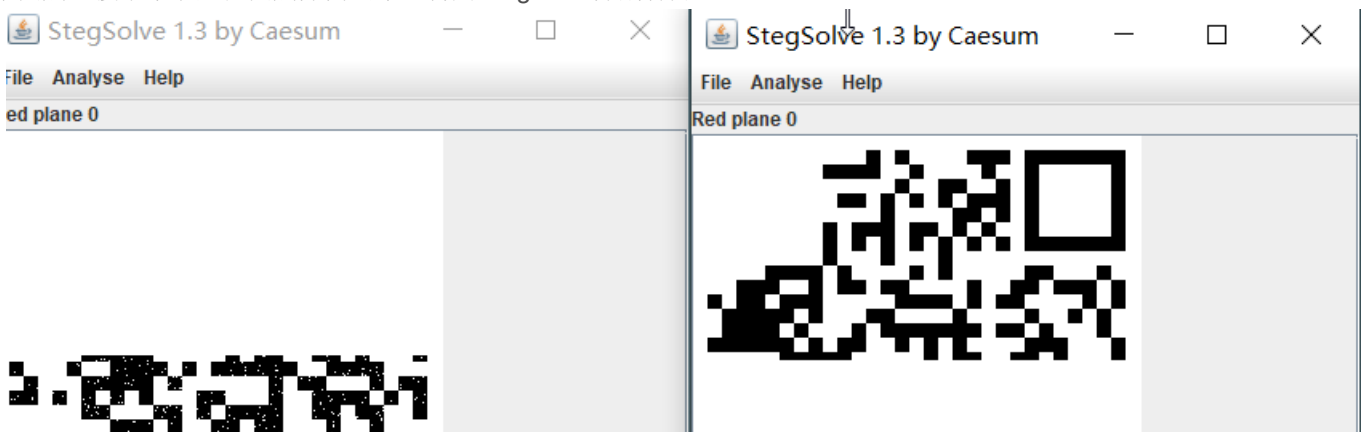 StegSolve 1.3 by Caesum
File Analyse Help
ed plane 0
StegSolve 1.3 by Caesum
File Analyse Help
Red plane 0